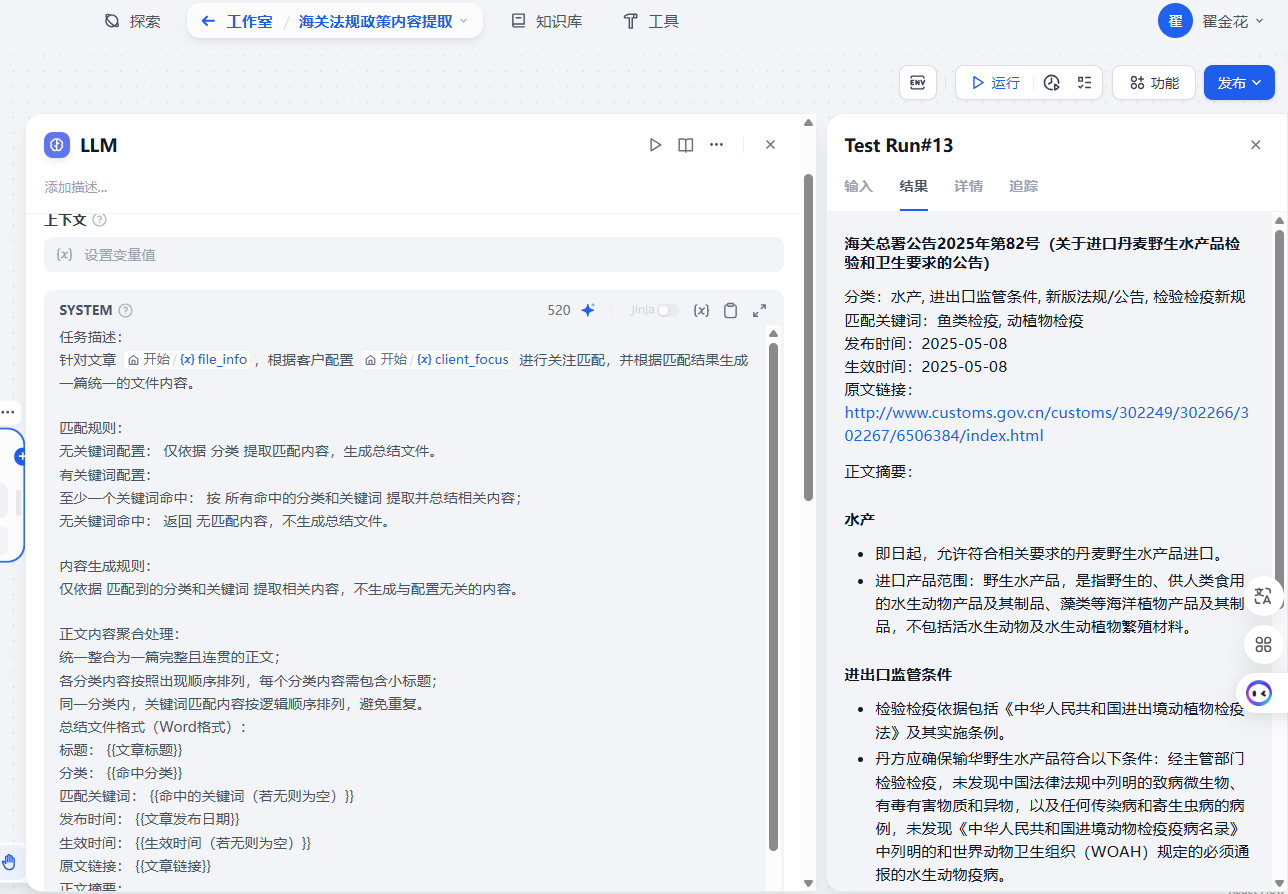 探索
工作室 / 海关法规政策内容提取
知识库
工具
翟 翟金花
ENV
运行
功能
发布
LLM
添加描述...
上下文
{x} 设置变量值
SYSTEM
520
Jinja
{x}
任务描述：
针对文章 开始 / {x} file_info ，根据客户配置 开始 / {x} client_focus 进行关注匹配，并根据匹配结果生成
一篇统一的文件内容。
匹配规则：
无关键词配置： 仅依据 分类 提取匹配内容，生成总结文件。
有关键词配置：
至少一个关键词命中： 按 所有命中的分类和关键词 提取并总结相关内容；
无关键词命中： 返回 无匹配内容，不生成总结文件。
内容生成规则：
仅依据 匹配到的分类和关键词 提取相关内容，不生成与配置无关的内容。
正文内容聚合处理：
统一整合为一篇完整且连贯的正文；
各分类内容按照出现顺序排列，每个分类内容需包含小标题；
同一分类内，关键词匹配内容按逻辑顺序排列，避免重复。
总结文件格式（Word格式）：
标题： {{文章标题}}
分类： {{命中分类}}
匹配关键词： {{命中的关键词（若无则为空）}}
发布时间： {{文章发布日期}}
生效时间： {{生效时间（若无则为空）}}
原文链接： {{文章链接}}
正文摘要：
Test Run#13
输入
结果
详情
追踪
海关总署公告2025年第82号（关于进口丹麦野生水产品检
验和卫生要求的公告）
分类：水产, 进出口监管条件, 新版法规/公告, 检验检疫新规
匹配关键词：鱼类检疫, 动植物检疫
发布时间：2025-05-08
生效时间：2025-05-08
原文链接：
http://www.customs.gov.cn/customs/302249/302266/3
02267/6506384/index.html
正文摘要：
水产
• 即日起，允许符合相关要求的丹麦野生水产品进口。
• 进口产品范围：野生水产品，是指野生的、供人类食用
的水生动物产品及其制品、藻类等海洋植物产品及其制
品，不包括活水生动物及水生动植物繁殖材料。
进出口监管条件
• 检验检疫依据包括《中华人民共和国进出境动植物检疫
法》及其实施条例。
• 丹方应确保输华野生水产品符合以下条件：经主管部门
检验检疫，未发现中国法律法规中列明的致病微生物、
有毒有害物质和异物，以及任何传染病和寄生虫病的病
例，未发现《中华人民共和国进境动物检疫疫病名录》
中列明的和世界动物卫生组织（WOAH）规定的必须通
报的水生动物疫病。